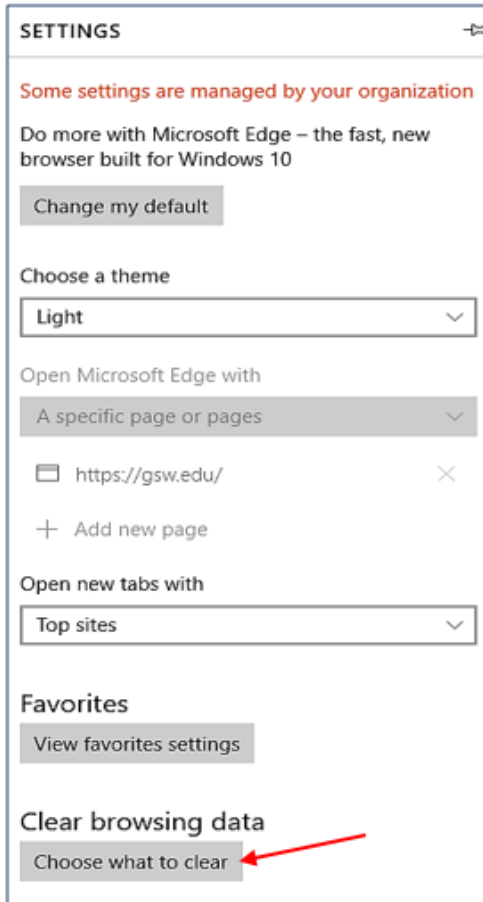 SETTINGS
Some settings are managed by your organization
Do more with Microsoft Edge – the fast, new
browser built for Windows 10
Change my default
Choose a theme
Light
Open Microsoft Edge with
A specific page or pages
https://gsw.edu/
Add new page
Open new tabs with
Top sites
Favorites
View favorites settings
Clear browsing data
Choose what to clear